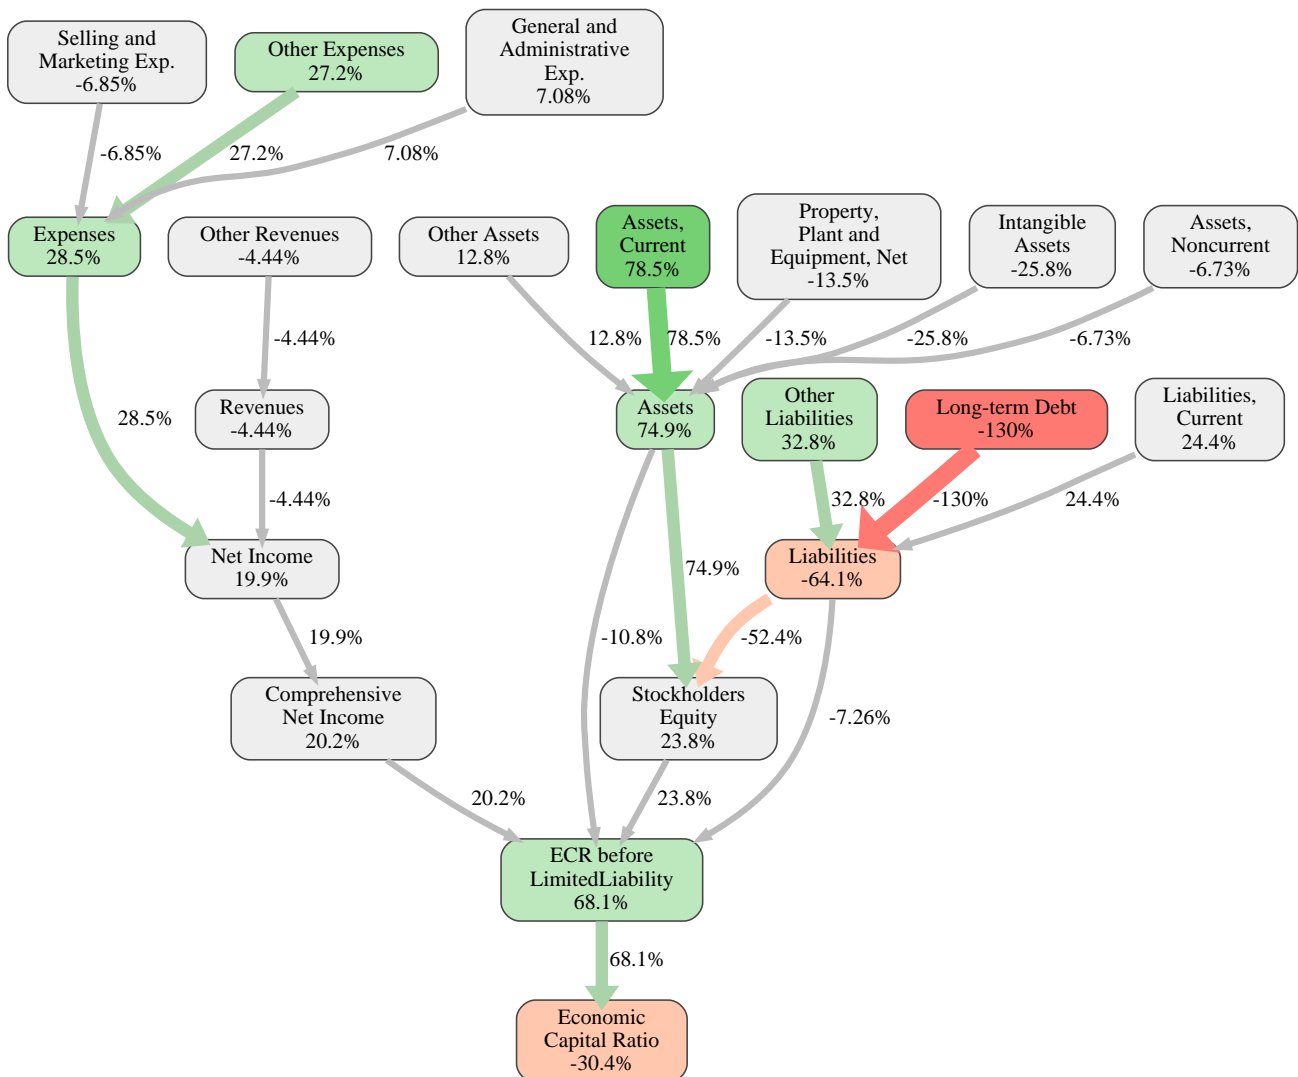 Selling and
Marketing Exp.
-6.85%
Other Expenses
27.2%
General and
Administrative
Exp.
7.08%
-6.85%
27.2%
7.08%
Expenses
28.5%
Other Revenues
-4.44%
Other Assets
12.8%
Assets,
Current
78.5%
Property,
Plant and
Equipment, Net
-13.5%
Intangible
Assets
-25.8%
Assets,
Noncurrent
-6.73%
-4.44%
12.8%
78.5%
-13.5%
-25.8%
-6.73%
28.5%
Revenues
-4.44%
Assets
74.9%
Other
Liabilities
32.8%
Long-term Debt
-130%
Liabilities,
Current
24.4%
-4.44%
32.8%
-130%
24.4%
Net Income
19.9%
74.9%
Liabilities
-64.1%
19.9%
-10.8%
-52.4%
Comprehensive
Net Income
20.2%
Stockholders
Equity
23.8%
-7.26%
20.2%
23.8%
ECR before
LimitedLiability
68.1%
68.1%
Economic
Capital Ratio
-30.4%